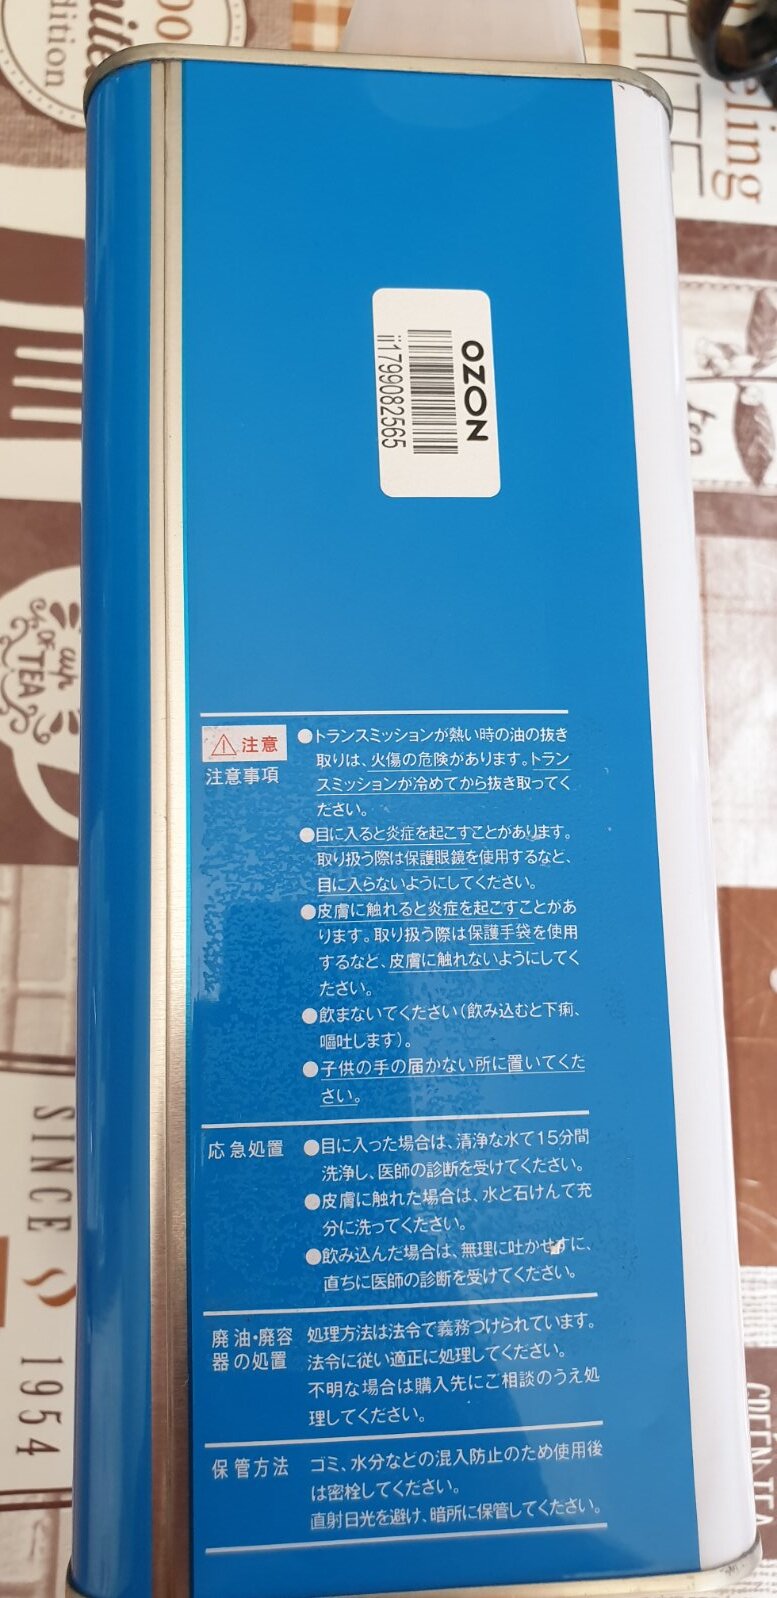 OZON
ii1799082565
⚠注意
注意事項
●トランスミッションが熱い時の油の抜き
取りは、火傷の危険があります。トラン
スミッションが冷めてから抜き取ってく
ださい。
●目に入ると炎症を起こすことがあります。
取り扱う際は保護眼鏡を使用するなど、
目に入らないようにしてください。
●皮膚に触れると炎症を起こすことがあ
ります。取り扱う際は保護手袋を使用
するなど、皮膚に触れないようにしてく
ださい。
●飲まないでください(飲み込むと下痢、
嘔吐します)。
●子供の手の届かない所に置いてくだ
さい。
応急処置
●目に入った場合は、清浄な水で15分間
洗浄し、医師の診断を受けてください。
●皮膚に触れた場合は、水と石けんで充
分に洗ってください。
●飲み込んだ場合は、無理に吐かせずに、
直ちに医師の診断を受けてください。
廃油・廃容
器の処置
処理方法は法令で義務づけられています。
法令に従い適正に処理してください。
不明な場合は購入先にご相談のうえ処
理してください。
保管方法
ゴミ、水分などの混入防止のため使用後
は密栓してください。
直射日光を避け、暗所に保管してください。
dition
WHITE
eling
tea
cup
OF
TEA
SINCE
1954
GREEN TEA